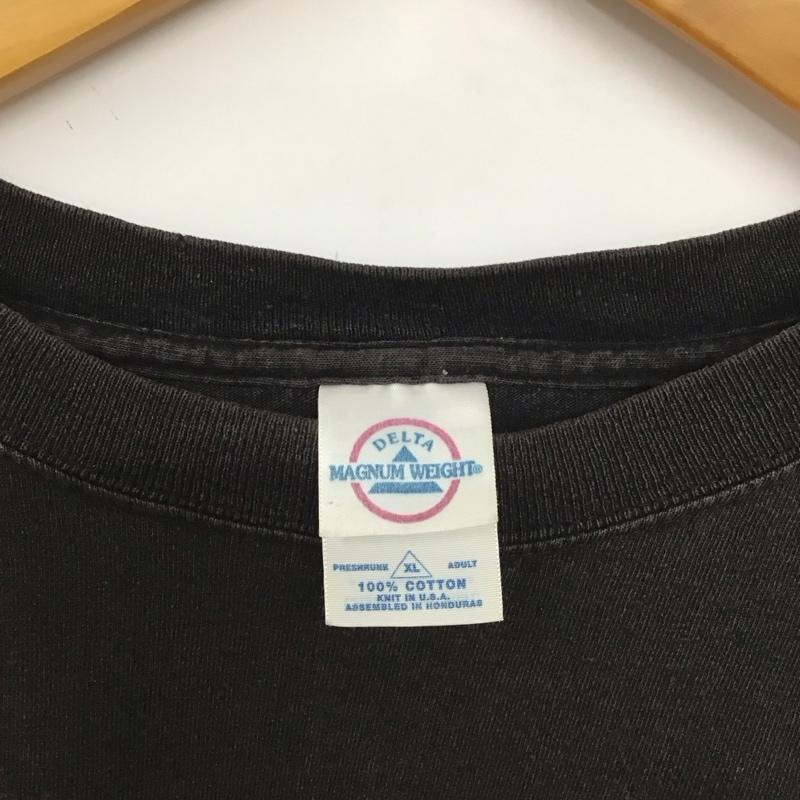 DELTA
MAGNUM WEIGHT®
PRESHRUNK XL ADULT
100% COTTON
KNIT IN U.S.A.
ASSEMBLED IN HONDURAS